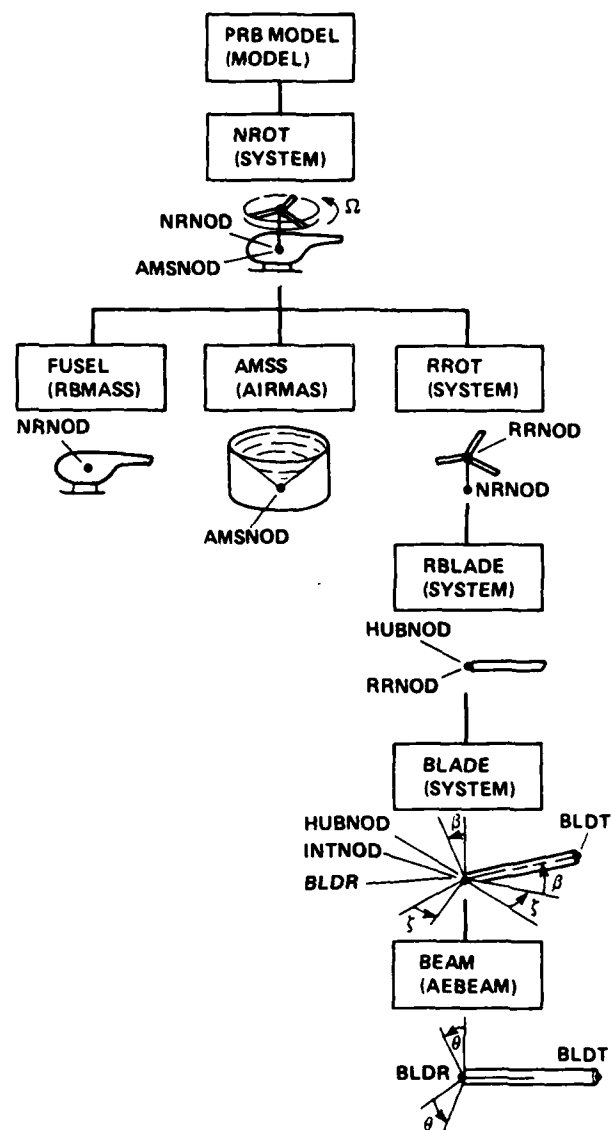 PRB MODEL
(MODEL)
NROT
(SYSTEM)
NRNOD
Ω
AMSNOD
FUSEL
(RBMASS)
AMSS
(AIRMAS)
RROT
(SYSTEM)
NRNOD
RRNOD
NRNOD
AMSNOD
RBLADE
(SYSTEM)
HUBNOD
RRNOD
BLADE
(SYSTEM)
HUBNOD
β
BLDT
INTNOD
BLDR
β
ζ
ζ
BEAM
(AEBEAM)
θ
BLDT
BLDR
θ